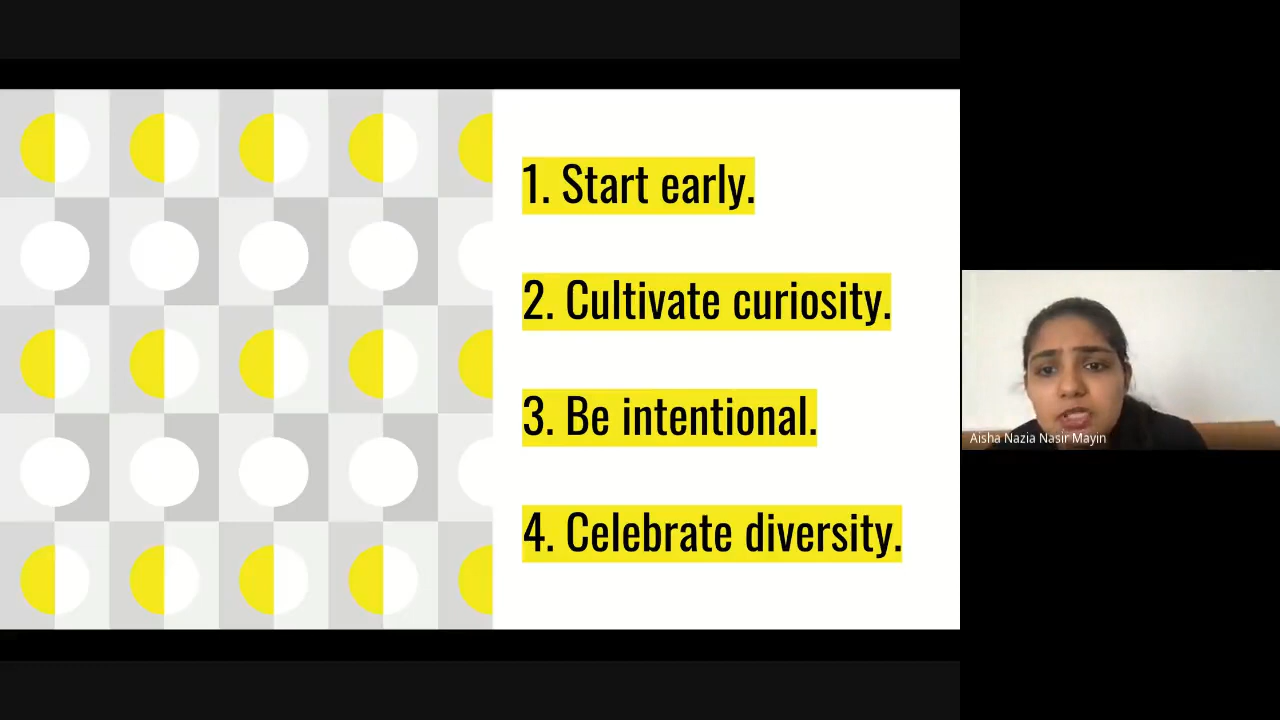 1. Start early.
2. Cultivate curiosity.
3. Be intentional.
4. Celebrate diversity.
Aisha Nazia Nasir Mayin